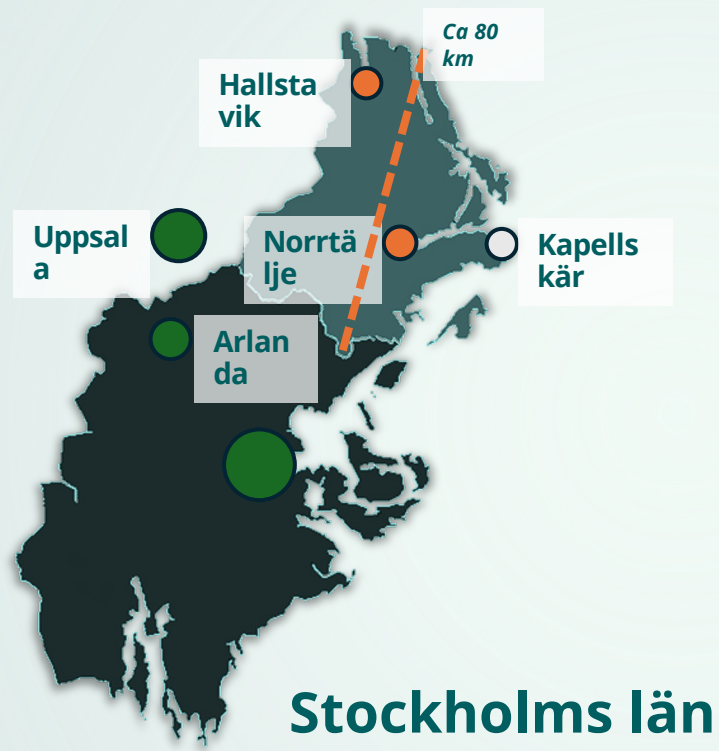 Ca 80
km
Hallsta
vik
Uppsal
a
Norrtä
lje
Kapells
kär
Arlan
da
Stockholms län